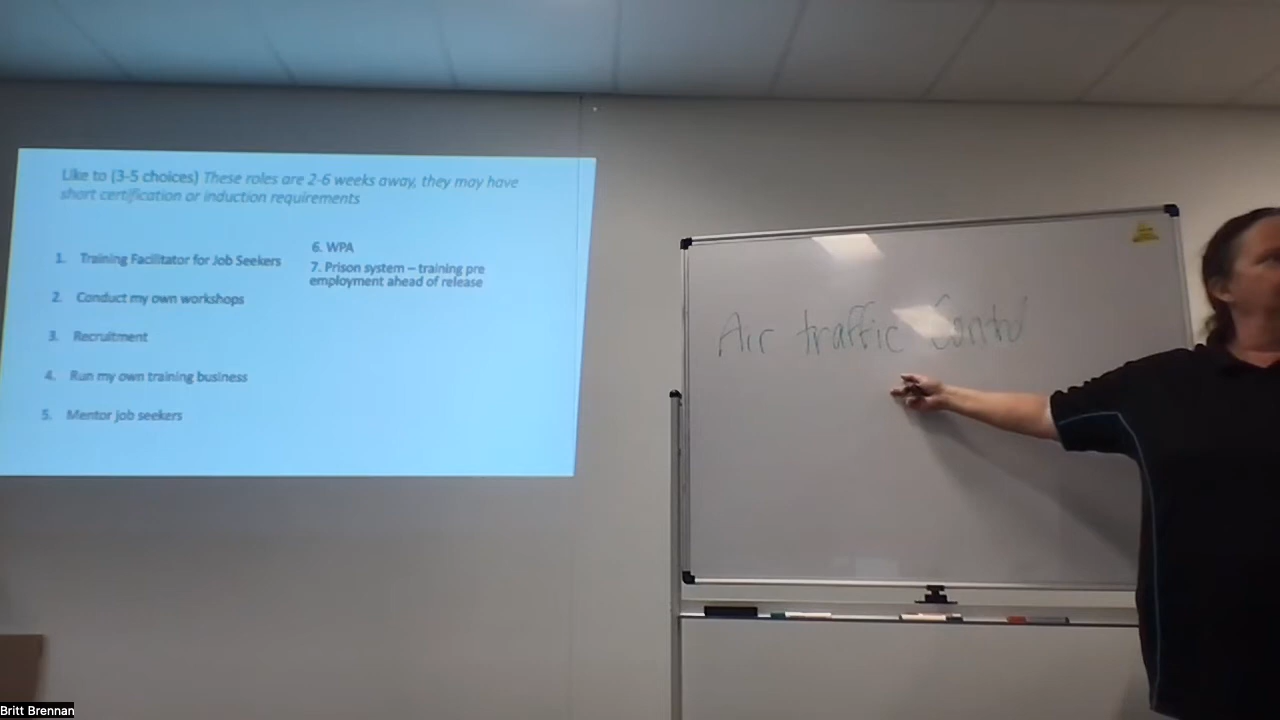 Like to (3-5 choices) These roles are 2-6 weeks away, they may have
short certification or induction requirements
1. Training Facilitator for Job Seekers
2. Conduct my own workshops
3. Recruitment
4. Run my own training business
5. Mentor job seekers
6. WPA
7. Prison system – training pre
employment ahead of release
Air traffic Control
Britt Brennan